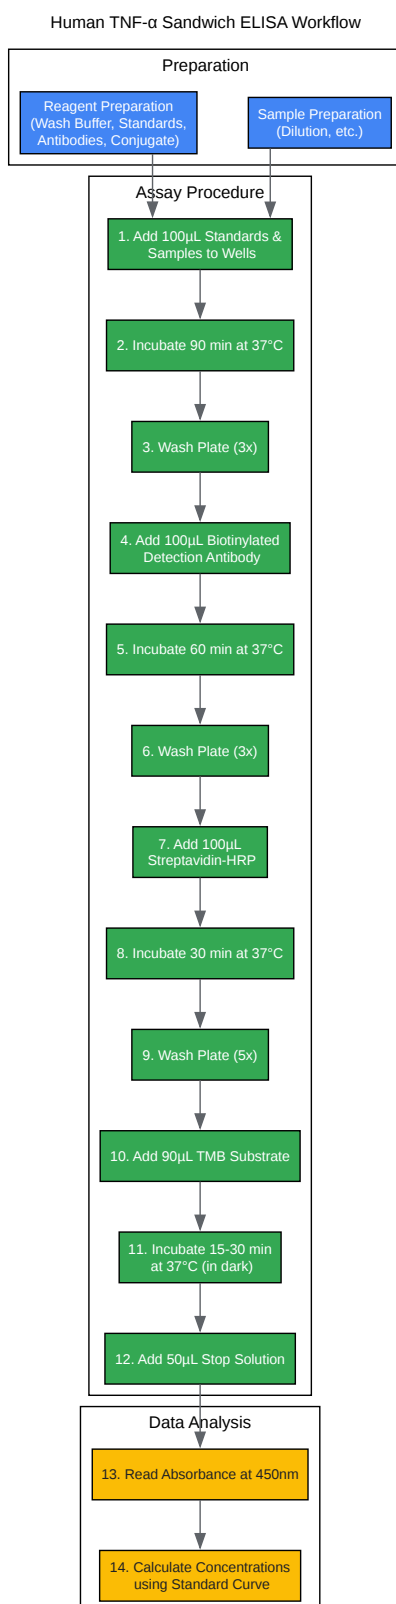 Human TNF-α Sandwich ELISA Workflow
Preparation
Reagent Preparation
(Wash Buffer, Standards,
Antibodies, Conjugate)
Sample Preparation
(Dilution, etc.)
Assay Procedure
1. Add 100µL Standards &
Samples to Wells
2. Incubate 90 min at 37°C
3. Wash Plate (3x)
4. Add 100µL Biotinylated
Detection Antibody
5. Incubate 60 min at 37°C
6. Wash Plate (3x)
7. Add 100µL
Streptavidin-HRP
8. Incubate 30 min at 37°C
9. Wash Plate (5x)
10. Add 90µL TMB Substrate
11. Incubate 15-30 min
at 37°C (in dark)
12. Add 50µL Stop Solution
Data Analysis
13. Read Absorbance at 450nm
14. Calculate Concentrations
using Standard Curve